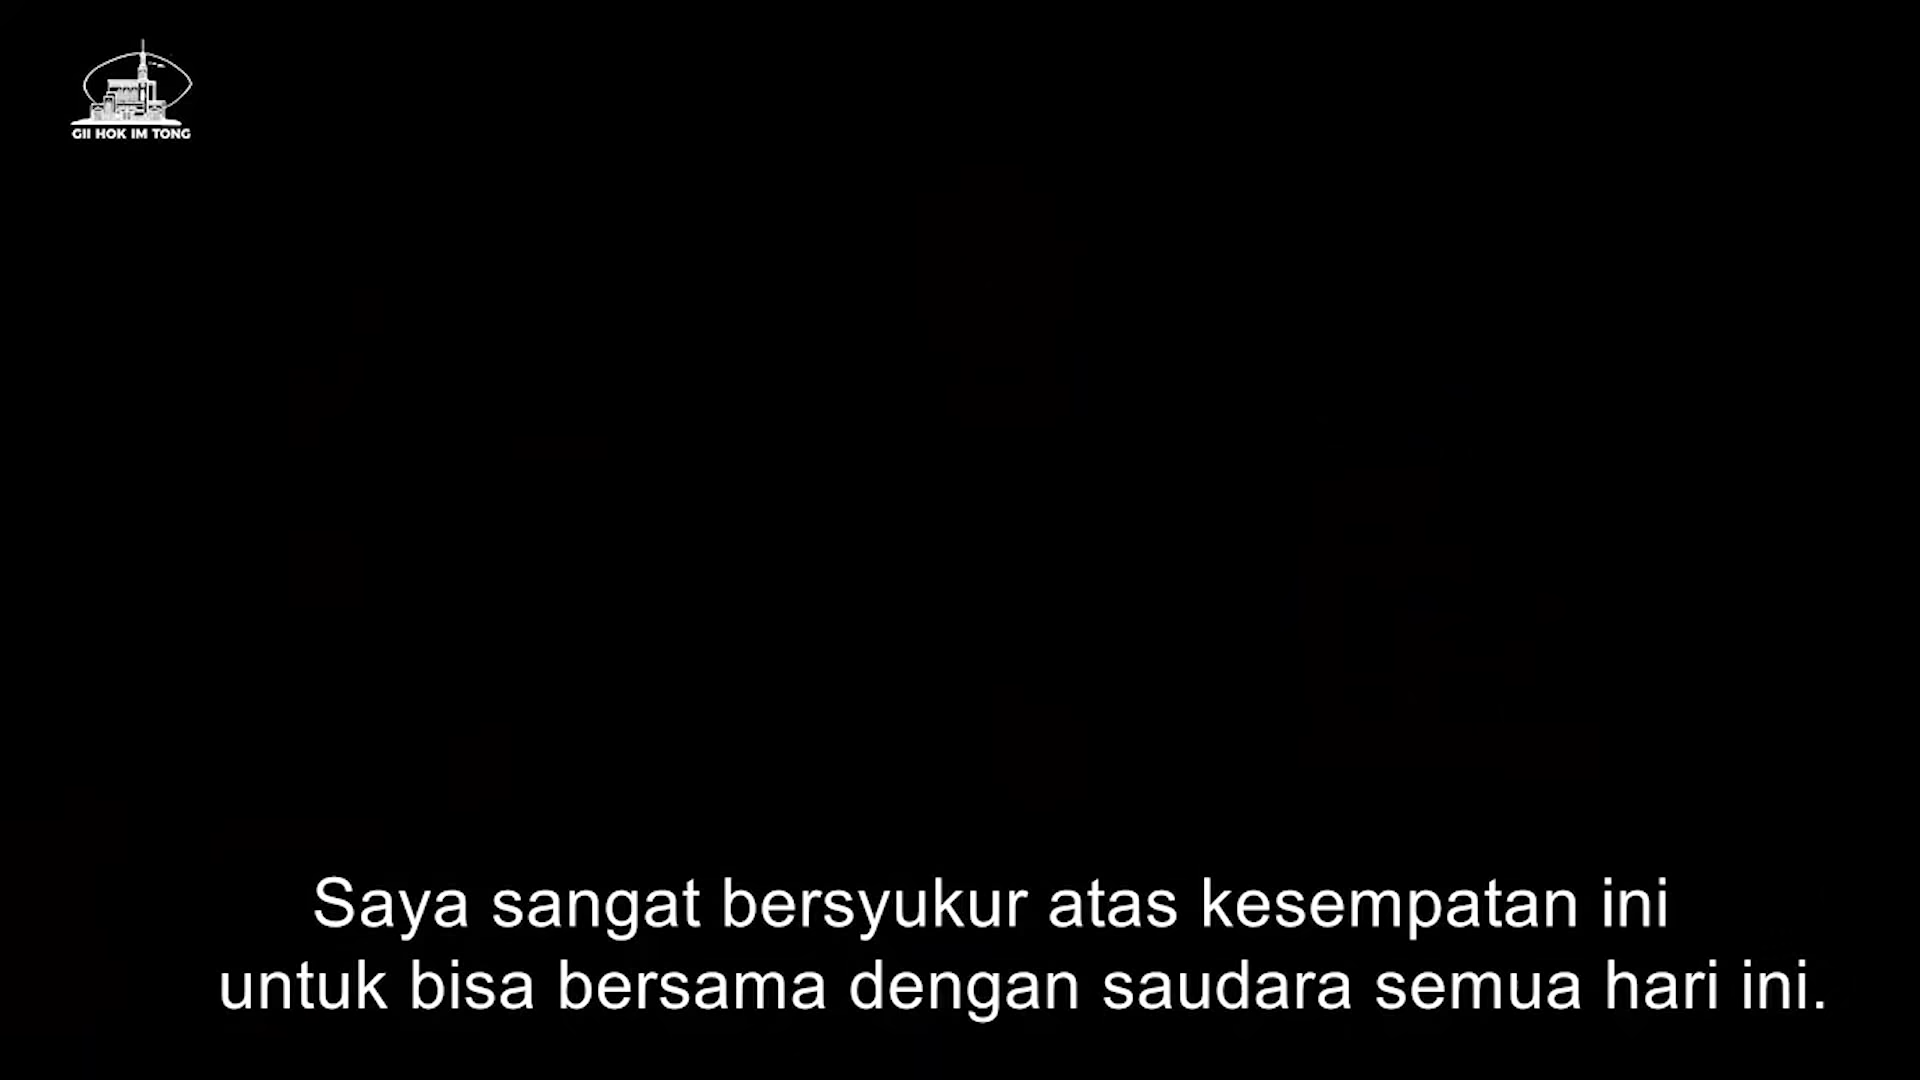 GII HOK IM TONG
Saya sangat bersyukur atas kesempatan ini
untuk bisa bersama dengan saudara semua hari ini.